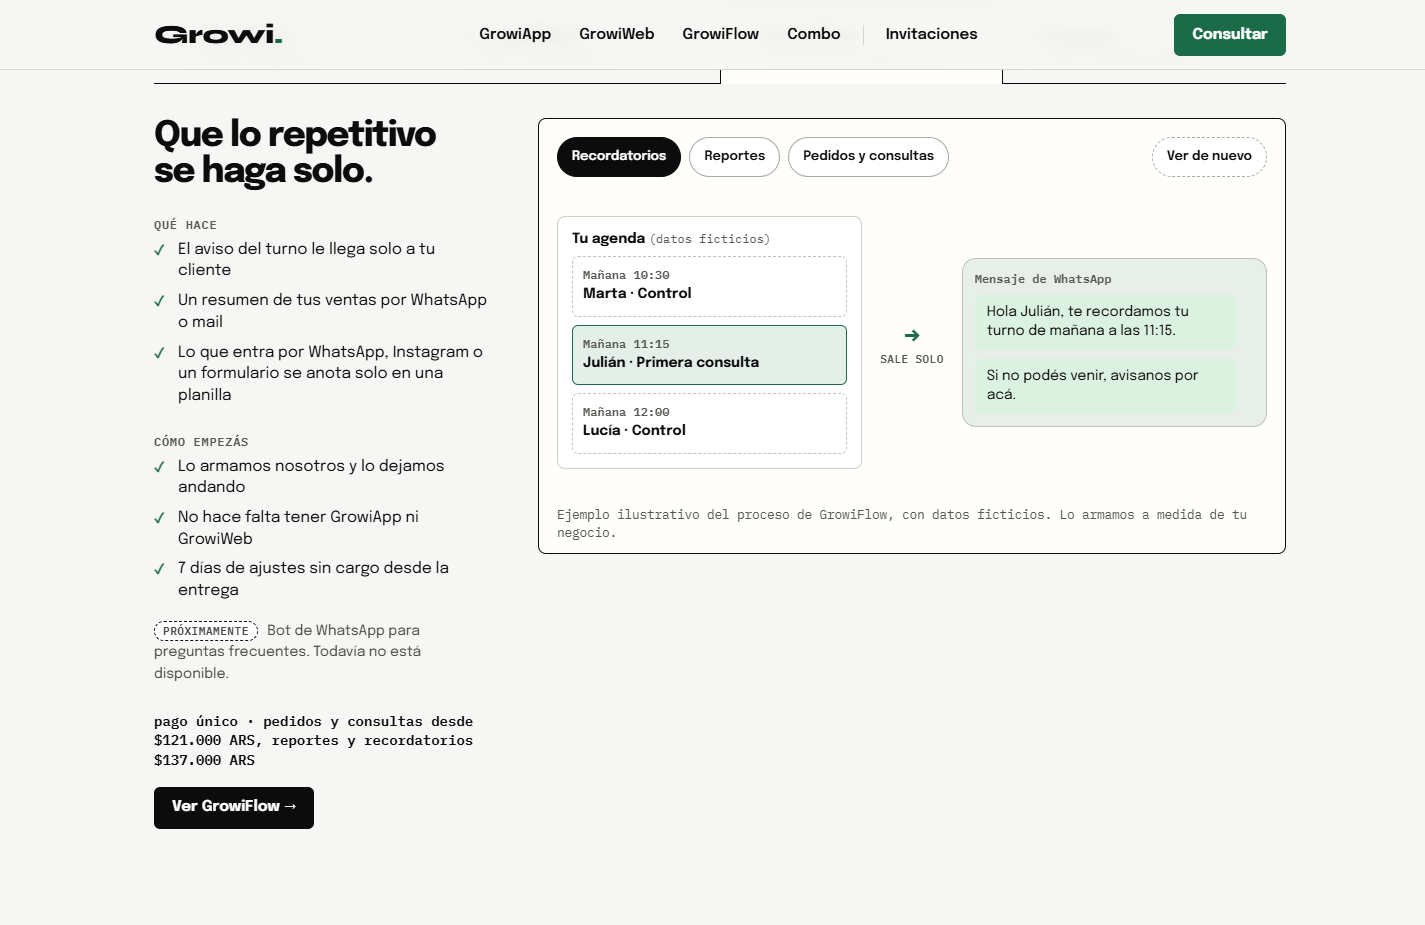 Growi.
GrowiApp
GrowiWeb
GrowiFlow
Combo
Invitaciones
Consultar
Que lo repetitivo
se haga solo.
QUÉ HACE
✓ El aviso del turno le llega solo a tu
cliente
✓ Un resumen de tus ventas por WhatsApp
o mail
✓ Lo que entra por WhatsApp, Instagram o
un formulario se anota solo en una
planilla
CÓMO EMPEZÁS
✓ Lo armamos nosotros y lo dejamos
andando
✓ No hace falta tener GrowiApp ni
GrowiWeb
✓ 7 días de ajustes sin cargo desde la
entrega
PRÓXIMAMENTE Bot de WhatsApp para
preguntas frecuentes. Todavía no está
disponible.
pago único · pedidos y consultas desde
$121.000 ARS, reportes y recordatorios
$137.000 ARS
Ver GrowiFlow →
Recordatorios
Reportes
Pedidos y consultas
Ver de nuevo
Tu agenda (datos ficticios)
Mañana 10:30
Marta · Control
Mañana 11:15
Julián · Primera consulta
Mañana 12:00
Lucía · Control
→
SALE SOLO
Mensaje de WhatsApp
Hola Julián, te recordamos tu
turno de mañana a las 11:15.
Si no podés venir, avisanos por
acá.
Ejemplo ilustrativo del proceso de GrowiFlow, con datos ficticios. Lo armamos a medida de tu
negocio.